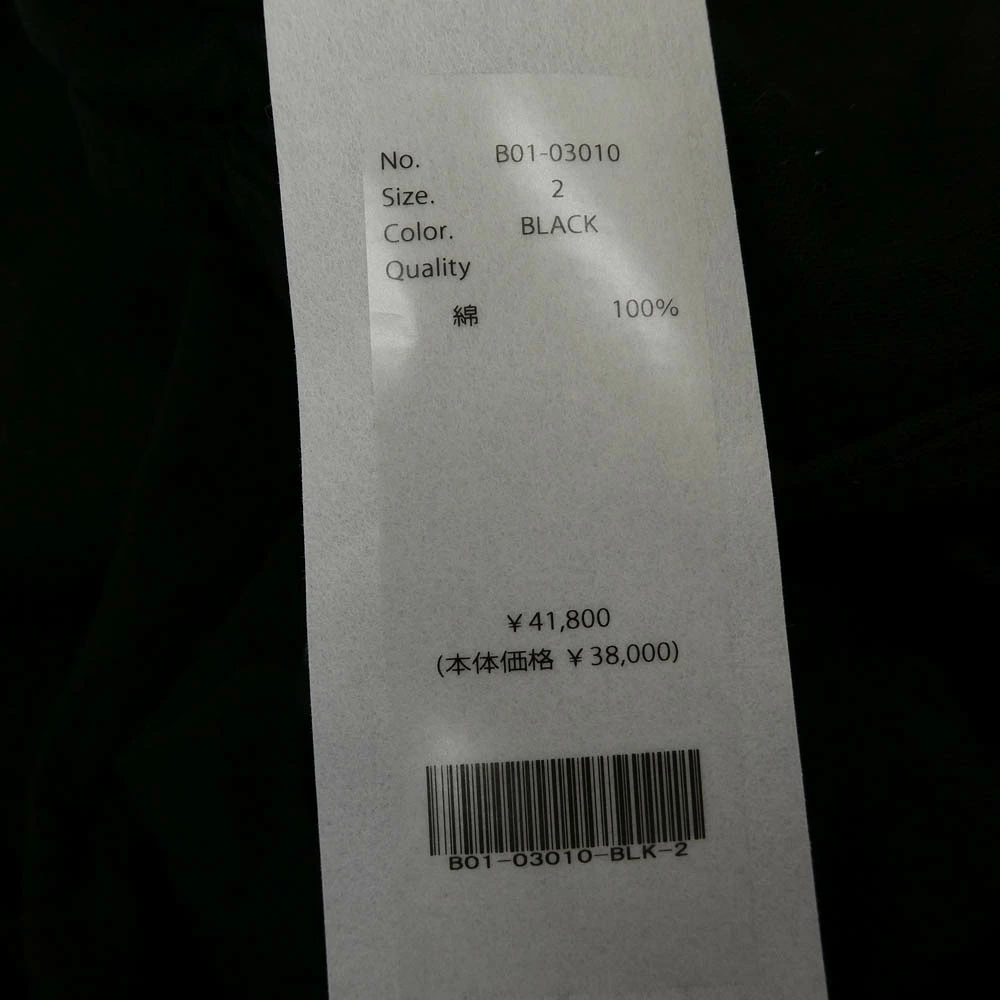 No. B01-03010
Size. 2
Color. BLACK
Quality
綿 100%
¥41,800
(本体価格 ¥38,000)
B01-03010-BLK-2